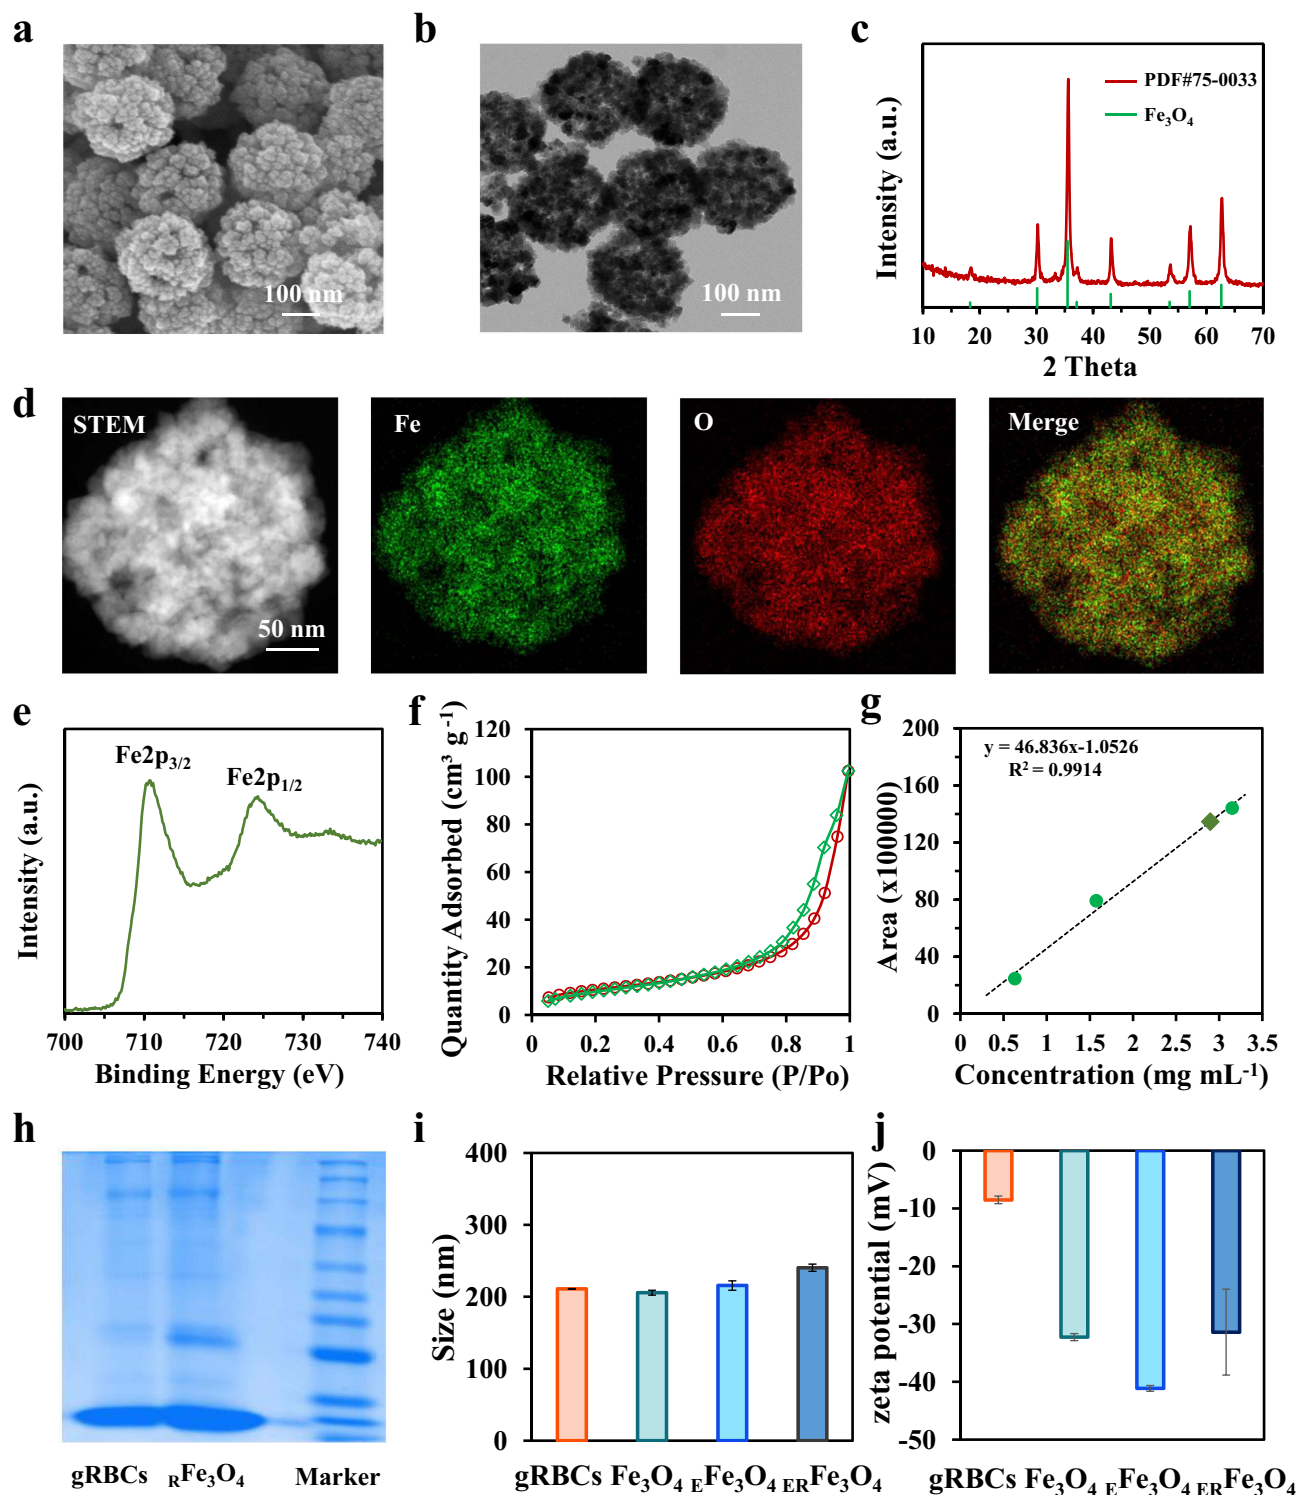 a
100 nm
b
100 nm
c
PDF#75-0033
Fe₃O₄
Intensity (a.u.)
10 20 30 40 50 60 70
2 Theta
d
STEM
50 nm
Fe
O
Merge
e
Fe2p₃/₂
Fe2p₁/₂
Intensity (a.u.)
700 710 720 730 740
Binding Energy (eV)
f
120
100
80
60
40
20
0
Quantity Adsorbed (cm³ g⁻¹)
0 0.2 0.4 0.6 0.8 1
Relative Pressure (P/Po)
g
y = 46.836x-1.0526
R² = 0.9914
200
160
120
80
40
0
Area (x100000)
0 0.5 1 1.5 2 2.5 3 3.5
Concentration (mg mL⁻¹)
h
gRBCs RFe₃O₄ Marker
i
400
300
200
100
0
Size (nm)
gRBCs Fe₃O₄ EFe₃O₄ ERFe₃O₄
j
0
-10
-20
-30
-40
-50
zeta potential (mV)
gRBCs Fe₃O₄ EFe₃O₄ ERFe₃O₄